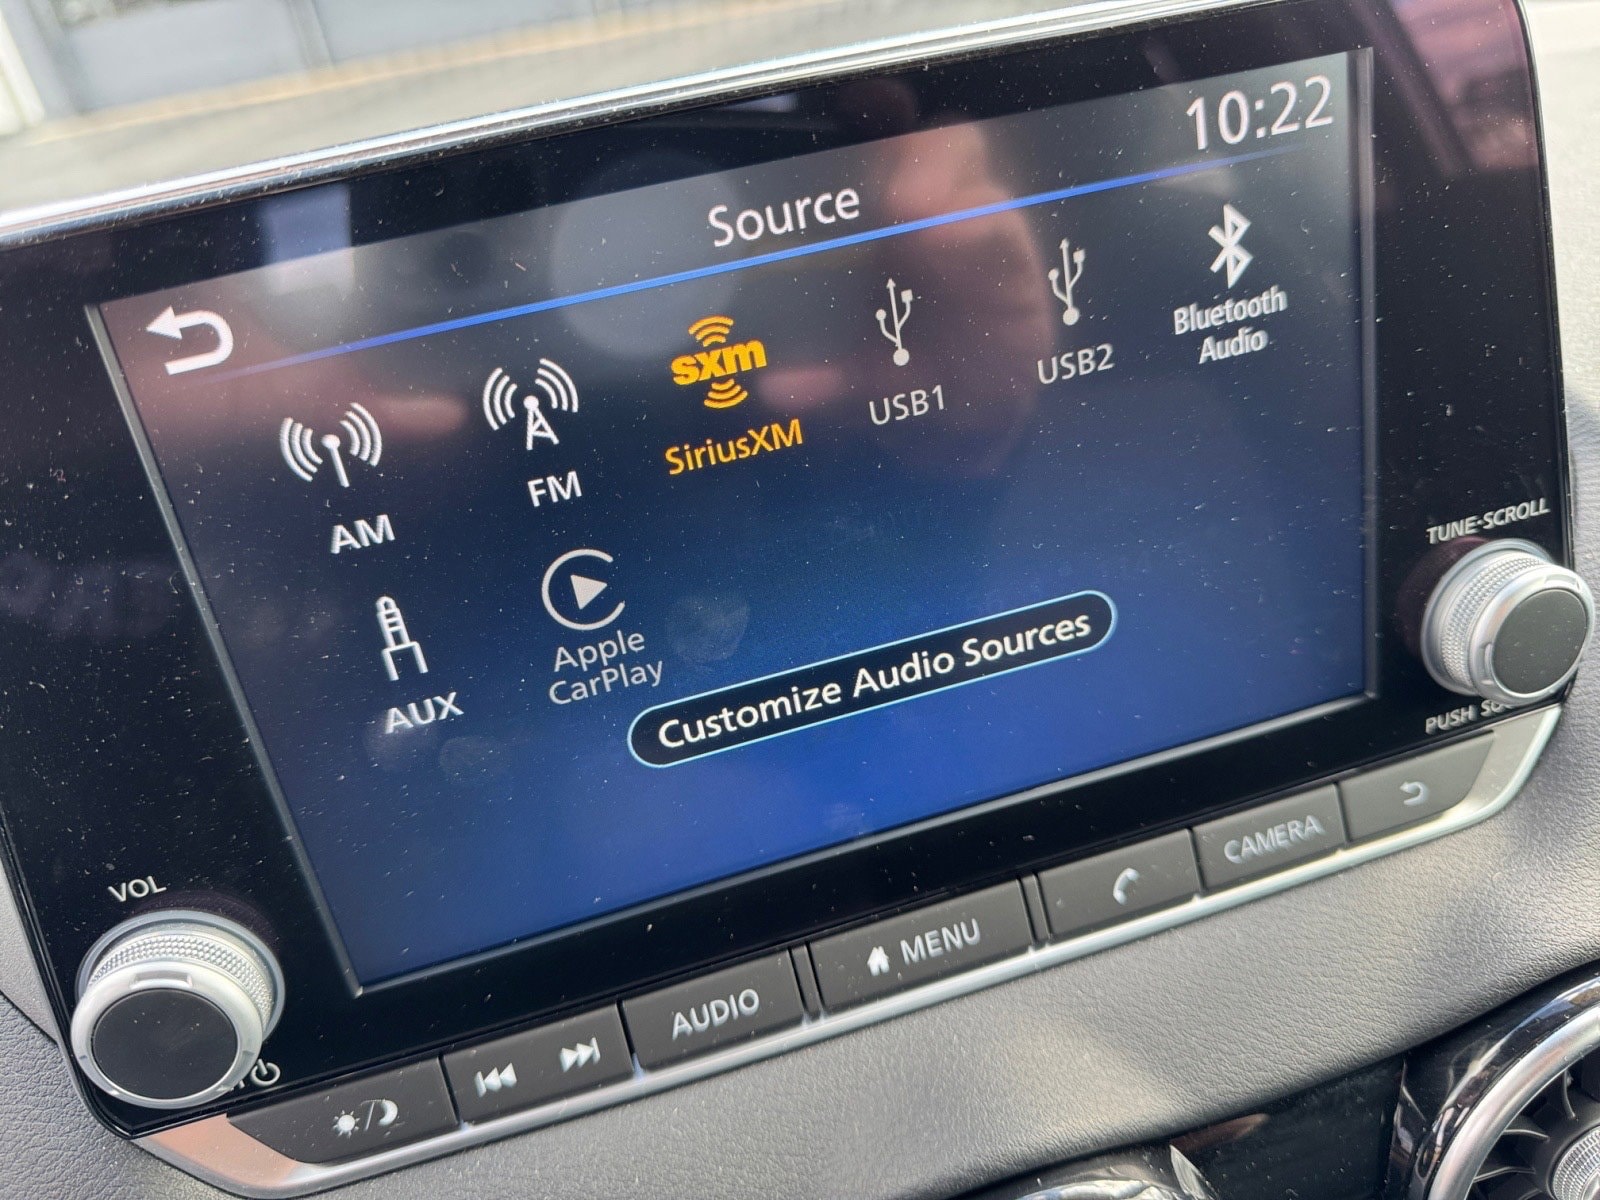 10:22
Source
sxm
AM
FM
SiriusXM
USB1
USB2
Bluetooth
Audio
AUX
Apple
CarPlay
Customize Audio Sources
TUNE·SCROLL
PUSH
VOL
AUDIO
MENU
CAMERA